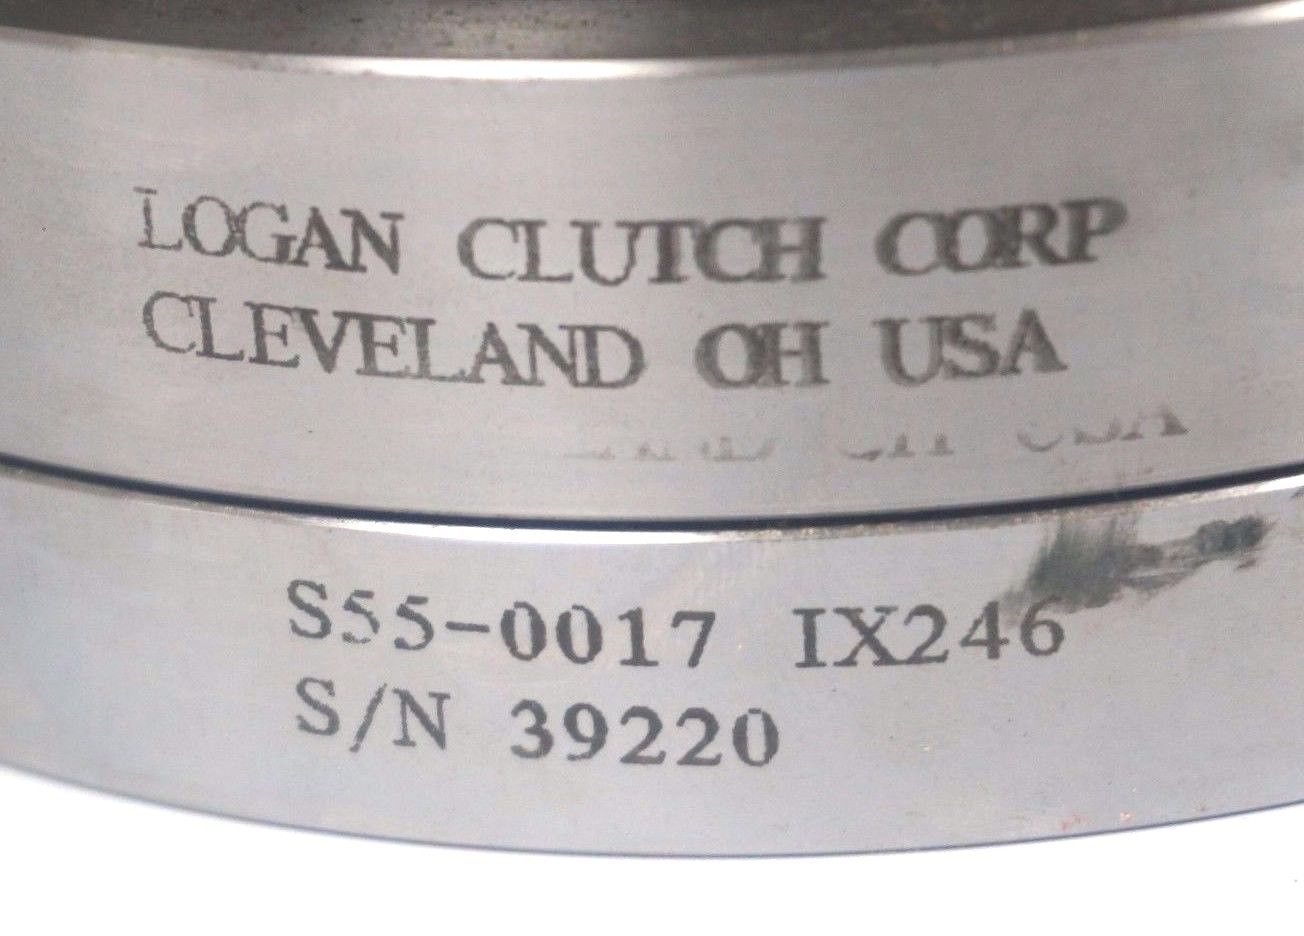 LOGAN CLUTCH CORP
CLEVELAND OH USA
S55-0017 IX246
S/N 39220